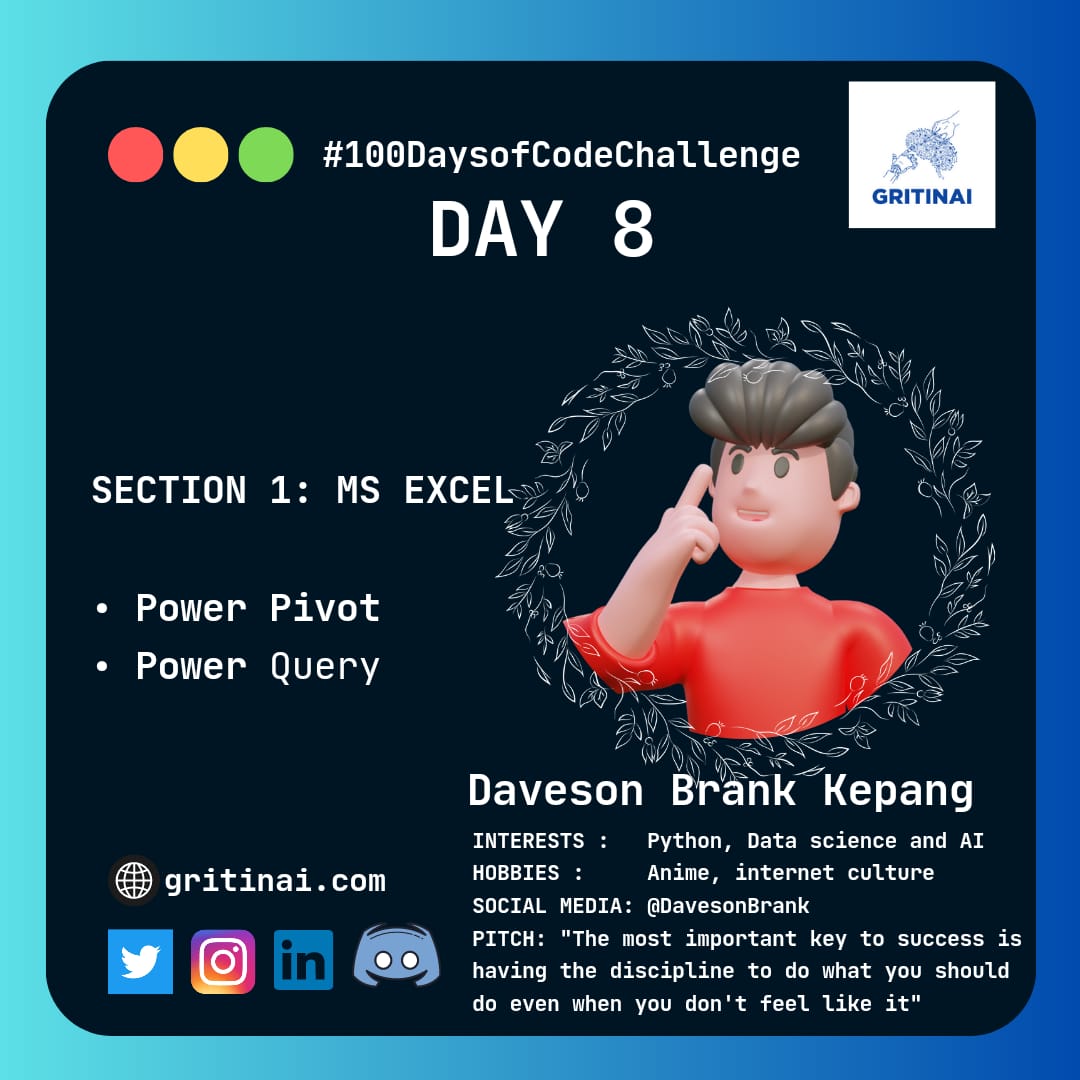 #100DaysofCodeChallenge
DAY 8
GRITINAI
SECTION 1: MS EXCEL
• Power Pivot
• Power Query
Daveson Brank Kepang
INTERESTS : Python, Data science and AI
HOBBIES : Anime, internet culture
SOCIAL MEDIA: @DavesonBrank
PITCH: "The most important key to success is
having the discipline to do what you should
do even when you don't feel like it"
gritinai.com
in